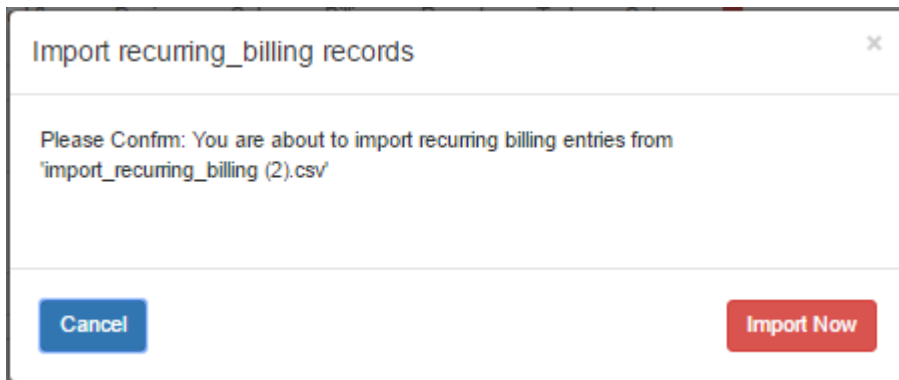 Import recurring_billing records
×
Please Confrm: You are about to import recurring billing entries from
'import_recurring_billing (2).csv'
Cancel
Import Now